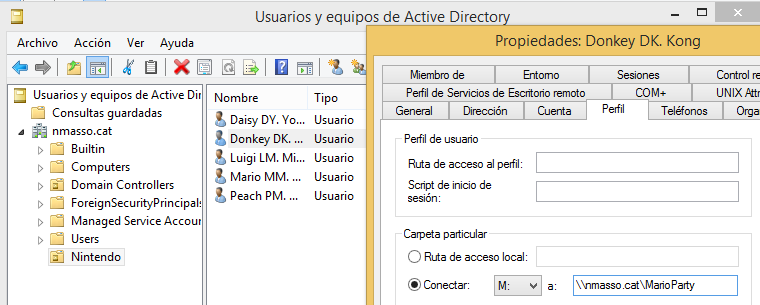 Usuarios y equipos de Active Directory
Archivo Acción Ver Ayuda
Usuarios y equipos de Active Dir
Consultas guardadas
nmasso.cat
Builtin
Computers
Domain Controllers
ForeignSecurityPrincipals
Managed Service Accou
Users
Nintendo
Nombre Tipo
Daisy DY. Yo... Usuario
Donkey DK. ... Usuario
Luigi LM. Mi... Usuario
Mario MM. ... Usuario
Peach PM. ... Usuario
Propiedades: Donkey DK. Kong
Miembro de Entorno Sesiones Control re
Perfil de Servicios de Escritorio remoto COM+ UNIX Attr
General Dirección Cuenta Perfil Teléfonos Orga
Perfil de usuario
Ruta de acceso al perfil:
Script de inicio de
sesión:
Carpeta particular
Ruta de acceso local:
Conectar: M: a: \\nmasso.cat\MarioParty